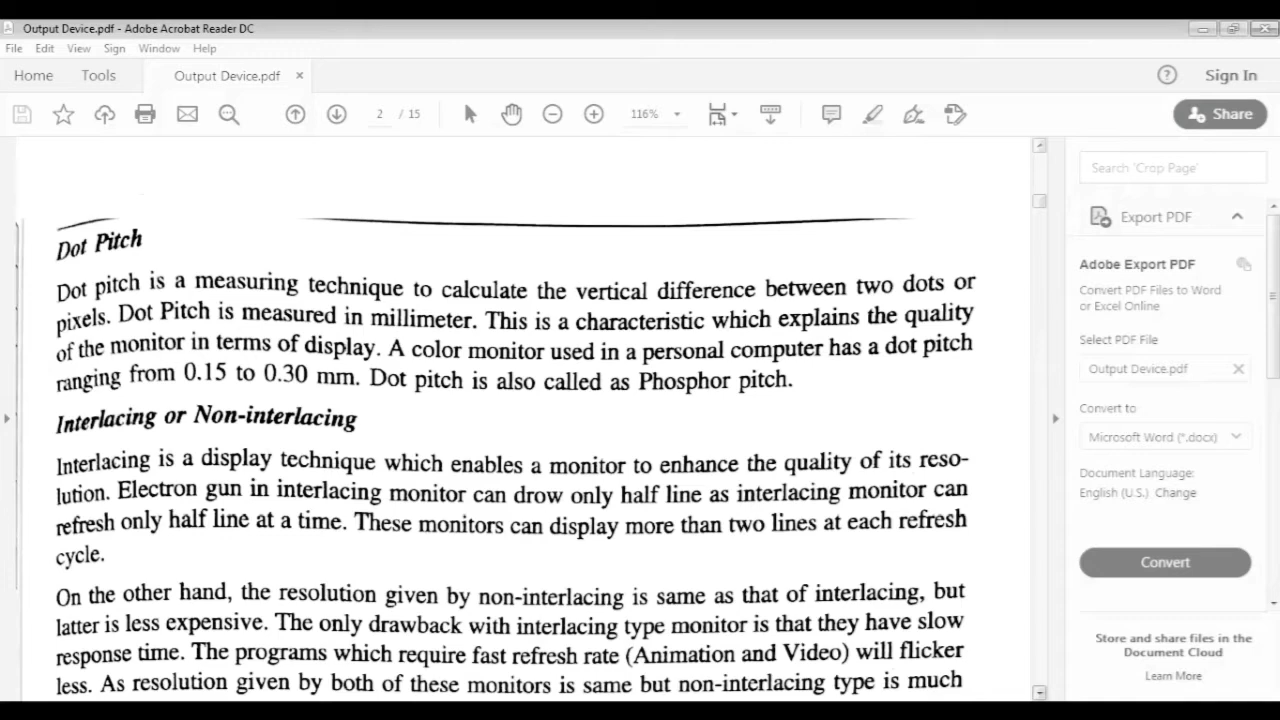 Output Device.pdf - Adobe Acrobat Reader DC
File Edit View Sign Window Help
Home Tools Output Device.pdf × Sign In
2 / 15 116% Share
Search 'Crop Page'
Export PDF
Adobe Export PDF
Convert PDF Files to Word
or Excel Online
Select PDF File
Output Device.pdf
Convert to
Microsoft Word (*.docx)
Document Language:
English (U.S.) Change
Convert
Store and share files in the
Document Cloud
Learn More
Dot Pitch
Dot pitch is a measuring technique to calculate the vertical difference between two dots or
pixels. Dot Pitch is measured in millimeter. This is a characteristic which explains the quality
of the monitor in terms of display. A color monitor used in a personal computer has a dot pitch
ranging from 0.15 to 0.30 mm. Dot pitch is also called as Phosphor pitch.
Interlacing or Non-interlacing
Interlacing is a display technique which enables a monitor to enhance the quality of its reso-
lution. Electron gun in interlacing monitor can drow only half line as interlacing monitor can
refresh only half line at a time. These monitors can display more than two lines at each refresh
cycle.
On the other hand, the resolution given by non-interlacing is same as that of interlacing, but
latter is less expensive. The only drawback with interlacing type monitor is that they have slow
response time. The programs which require fast refresh rate (Animation and Video) will flicker
less. As resolution given by both of these monitors is same but non-interlacing type is much